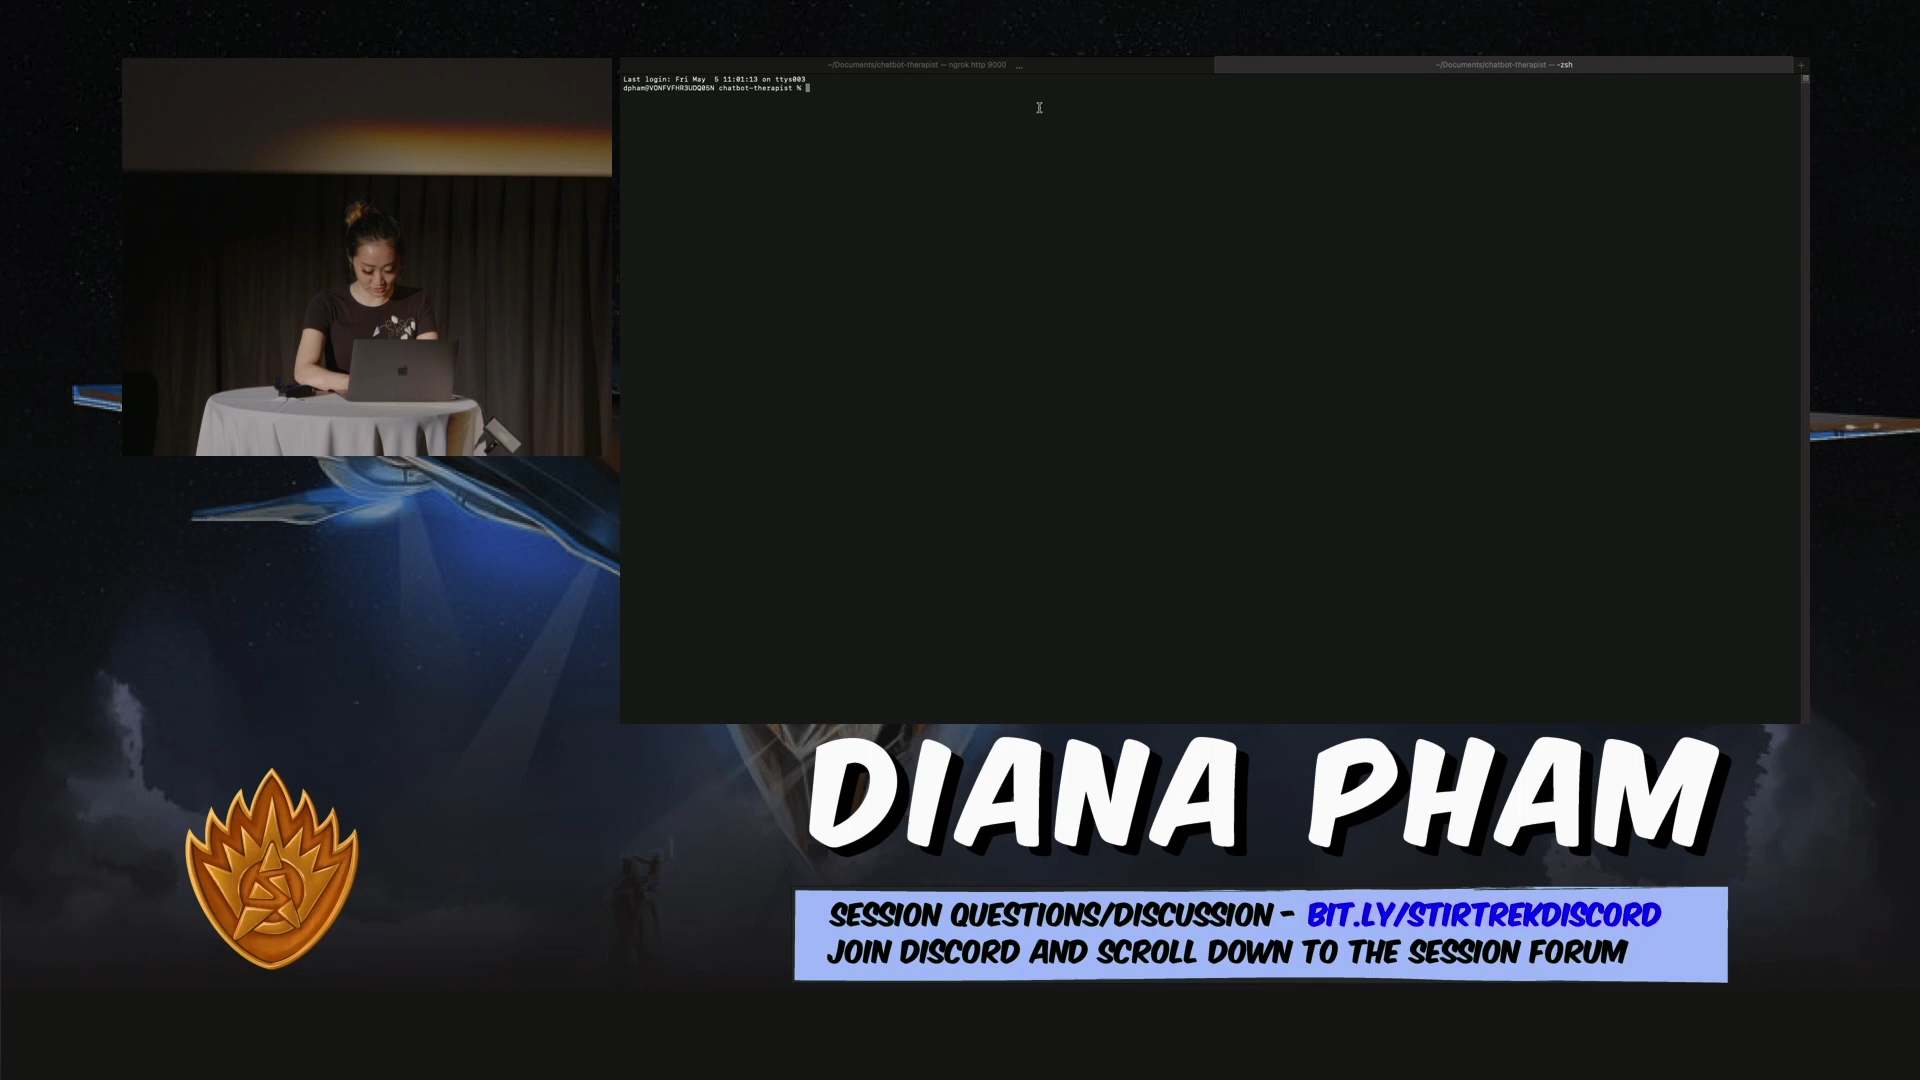 ~/Documents/chatbot-therapist — ngrok http 9000 ...
~/Documents/chatbot-therapist — -zsh
+
Last login: Fri May  5 11:01:13 on ttys003
dpham@VONFVFHR3UDQ05N chatbot-therapist %
DIANA PHAM
SESSION QUESTIONS/DISCUSSION - BIT.LY/STIRTREKDISCORD
JOIN DISCORD AND SCROLL DOWN TO THE SESSION FORUM